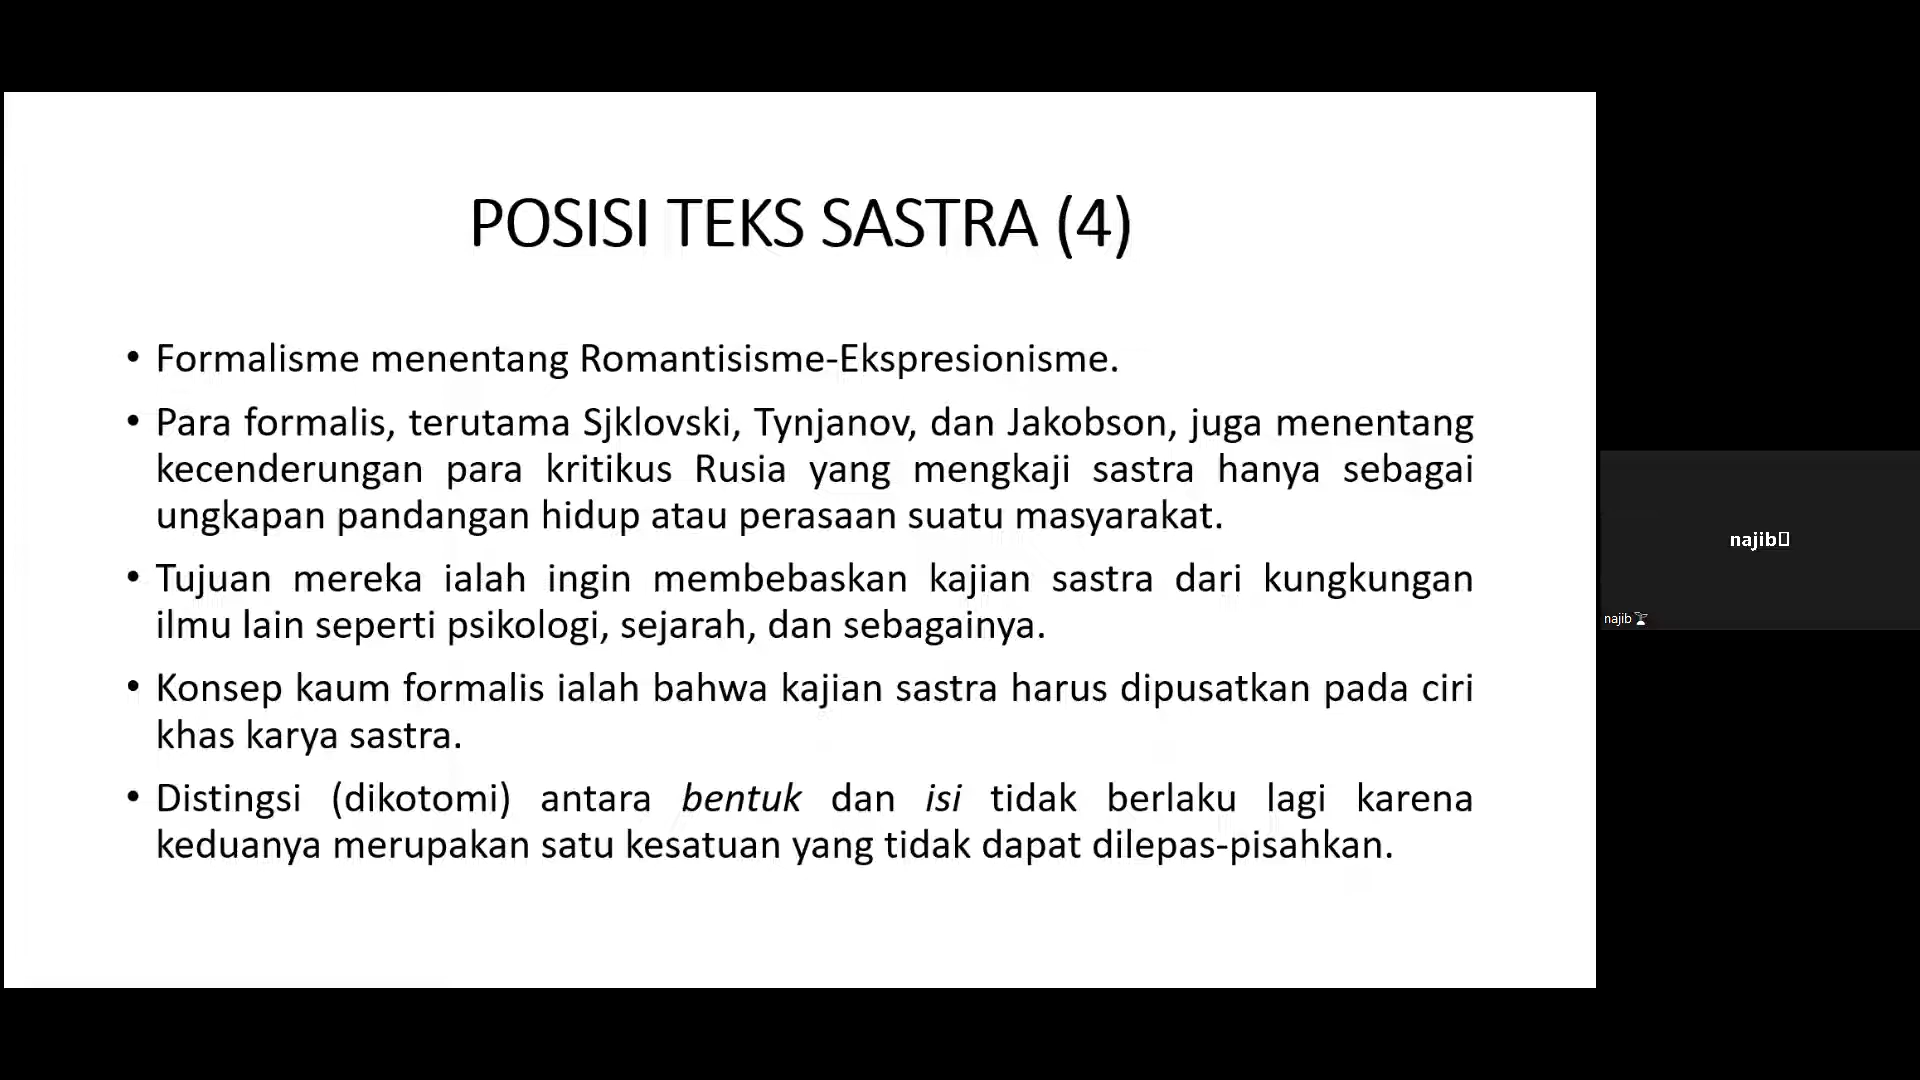 POSISI TEKS SASTRA (4)
• Formalisme menentang Romantisisme-Ekspresionisme.
• Para formalis, terutama Sjklovski, Tynjanov, dan Jakobson, juga menentang
kecenderungan para kritikus Rusia yang mengkaji sastra hanya sebagai
ungkapan pandangan hidup atau perasaan suatu masyarakat.
• Tujuan mereka ialah ingin membebaskan kajian sastra dari kungkungan
ilmu lain seperti psikologi, sejarah, dan sebagainya.
• Konsep kaum formalis ialah bahwa kajian sastra harus dipusatkan pada ciri
khas karya sastra.
• Distingsi (dikotomi) antara bentuk dan isi tidak berlaku lagi karena
keduanya merupakan satu kesatuan yang tidak dapat dilepas-pisahkan.
najib
najib